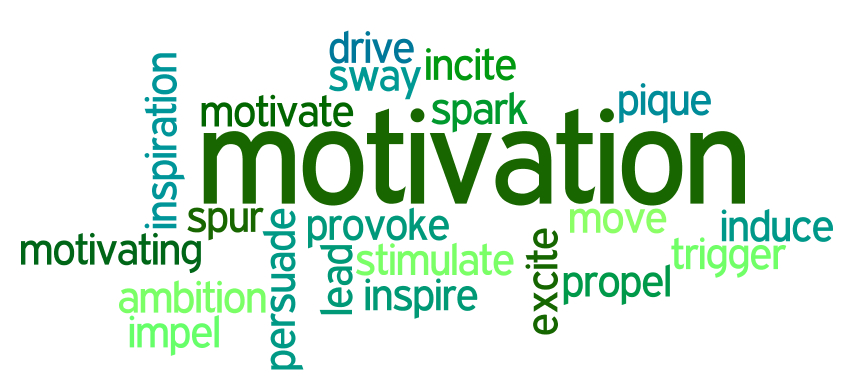 drive
sway
incite
inspiration
motivate
spark
pique
motivation
spur
provoke
move
induce
motivating
persuade
lead
stimulate
excite
trigger
ambition
inspire
propel
impel